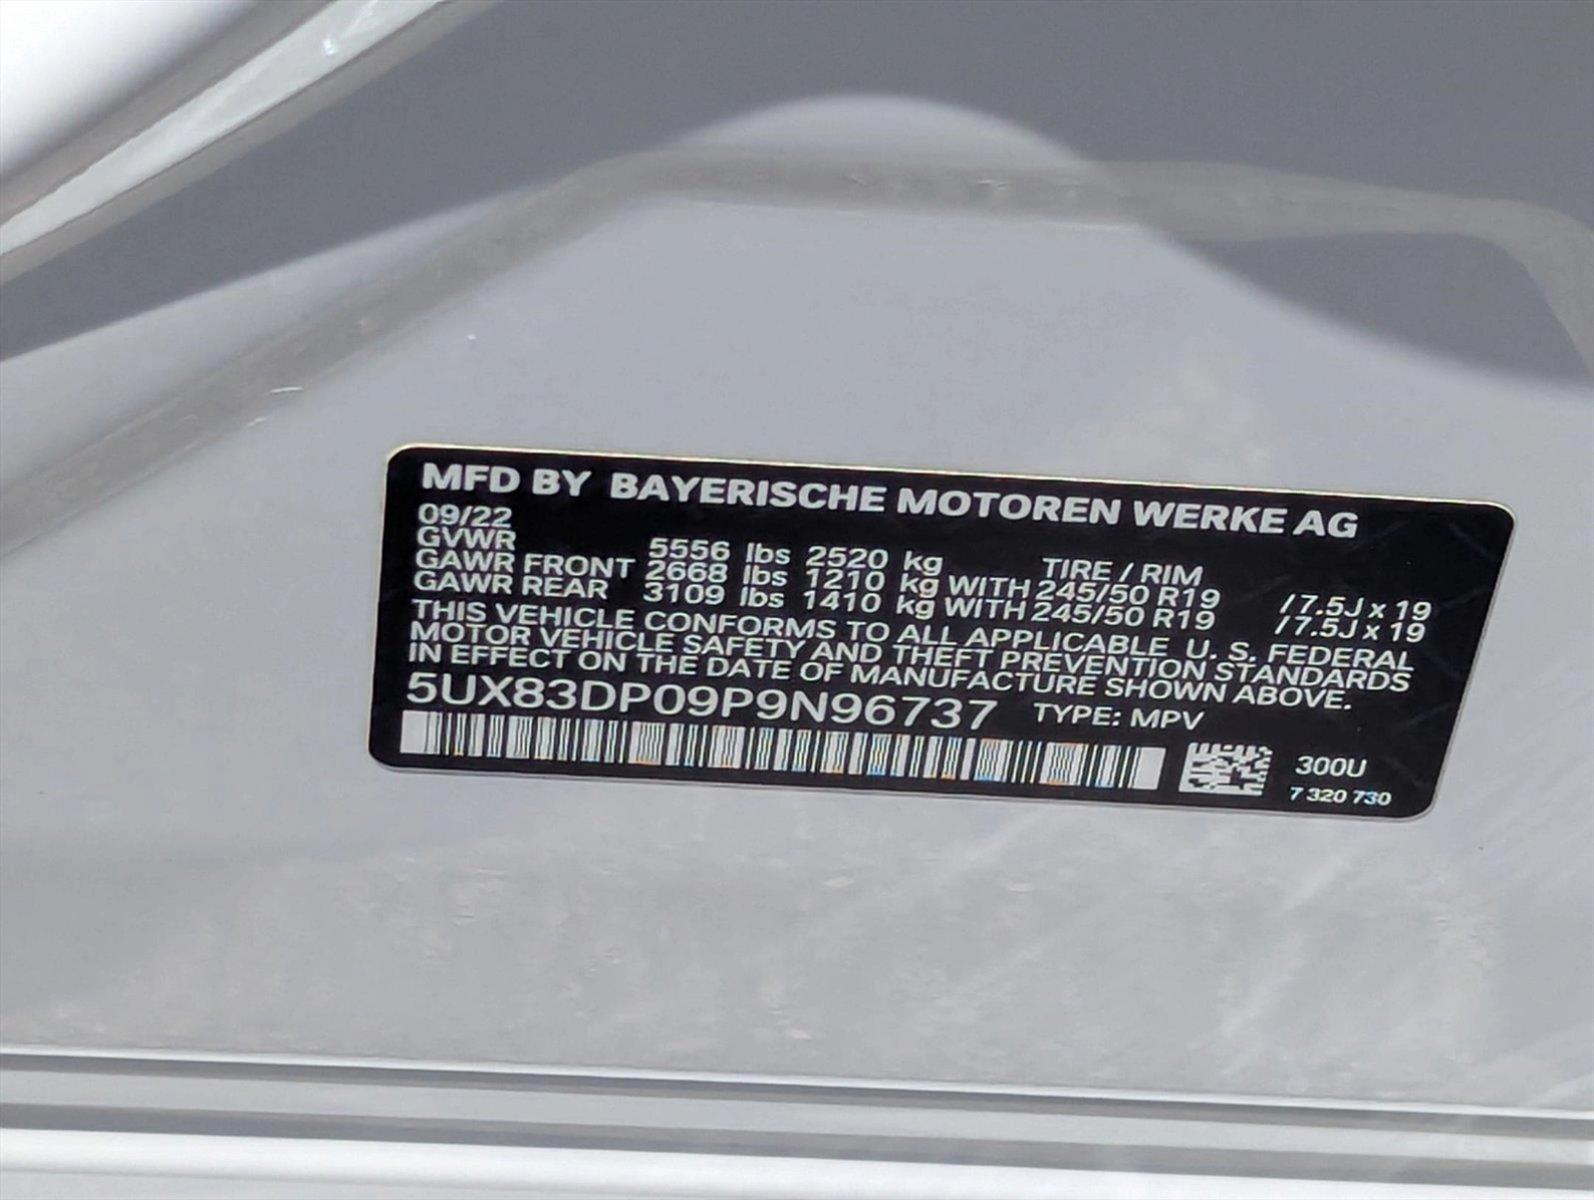 MFD BY BAYERISCHE MOTOREN WERKE AG
09/22
GVWR 5556 lbs 2520 kg TIRE / RIM
GAWR FRONT 2668 lbs 1210 kg WITH 245/50 R19 / 7.5J x 19
GAWR REAR 3109 lbs 1410 kg WITH 245/50 R19 / 7.5J x 19
THIS VEHICLE CONFORMS TO ALL APPLICABLE U. S. FEDERAL
MOTOR VEHICLE SAFETY AND THEFT PREVENTION STANDARDS
IN EFFECT ON THE DATE OF MANUFACTURE SHOWN ABOVE.
5UX83DP09P9N96737 TYPE: MPV
300U
7 320 730